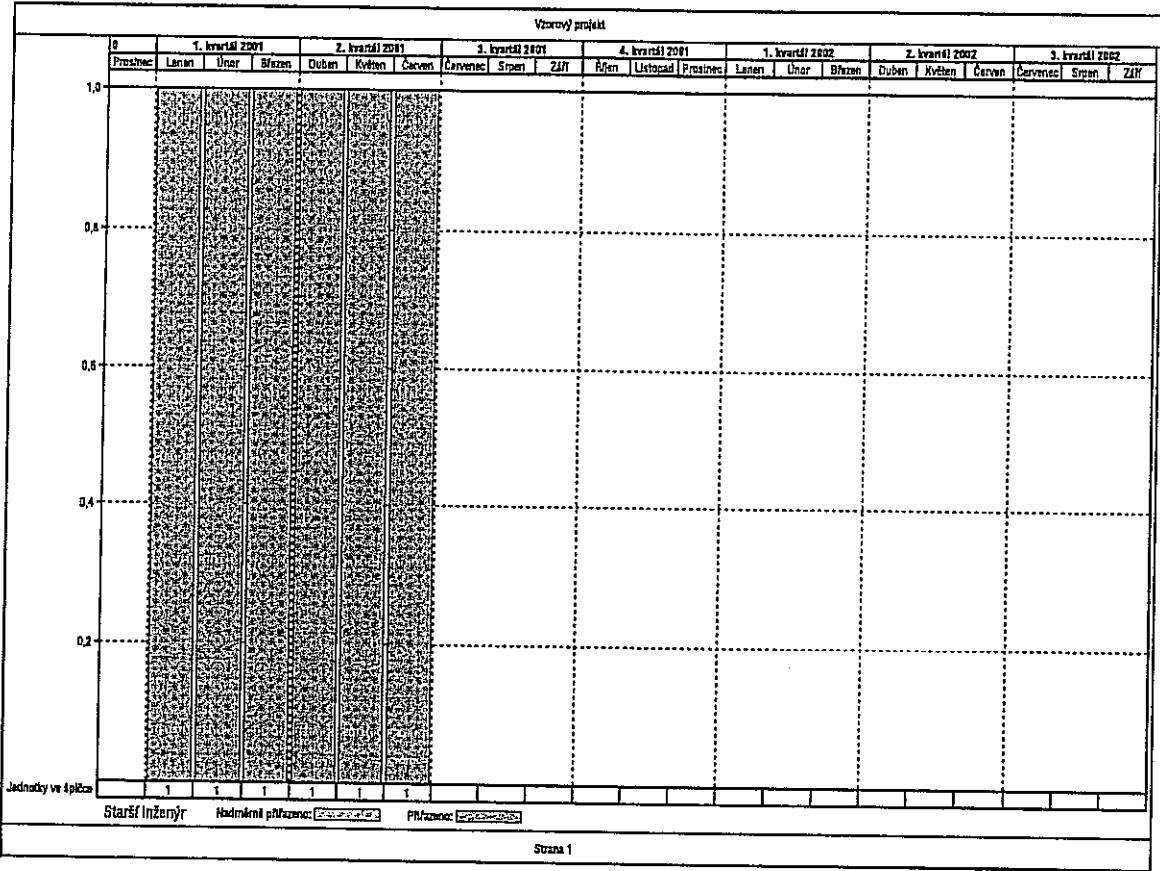 Vzorový projekt
0 1. kvartál 2001 2. kvartál 2001 3. kvartál 2001 4. kvartál 2001 1. kvartál 2002 2. kvartál 2002 3. kvartál 2002
Prosinec Leden Únor Březen Duben Květen Červen Červenec Srpen Září Říjen Listopad Prosinec Leden Únor Březen Duben Květen Červen Červenec Srpen Září
1,0
0,8
0,6
0,4
0,2
Jednotky ve špičce 1 1 1 1 1 1
Starší inženýr Nadměrně přiřazeno: Přiřazeno:
Strana 1